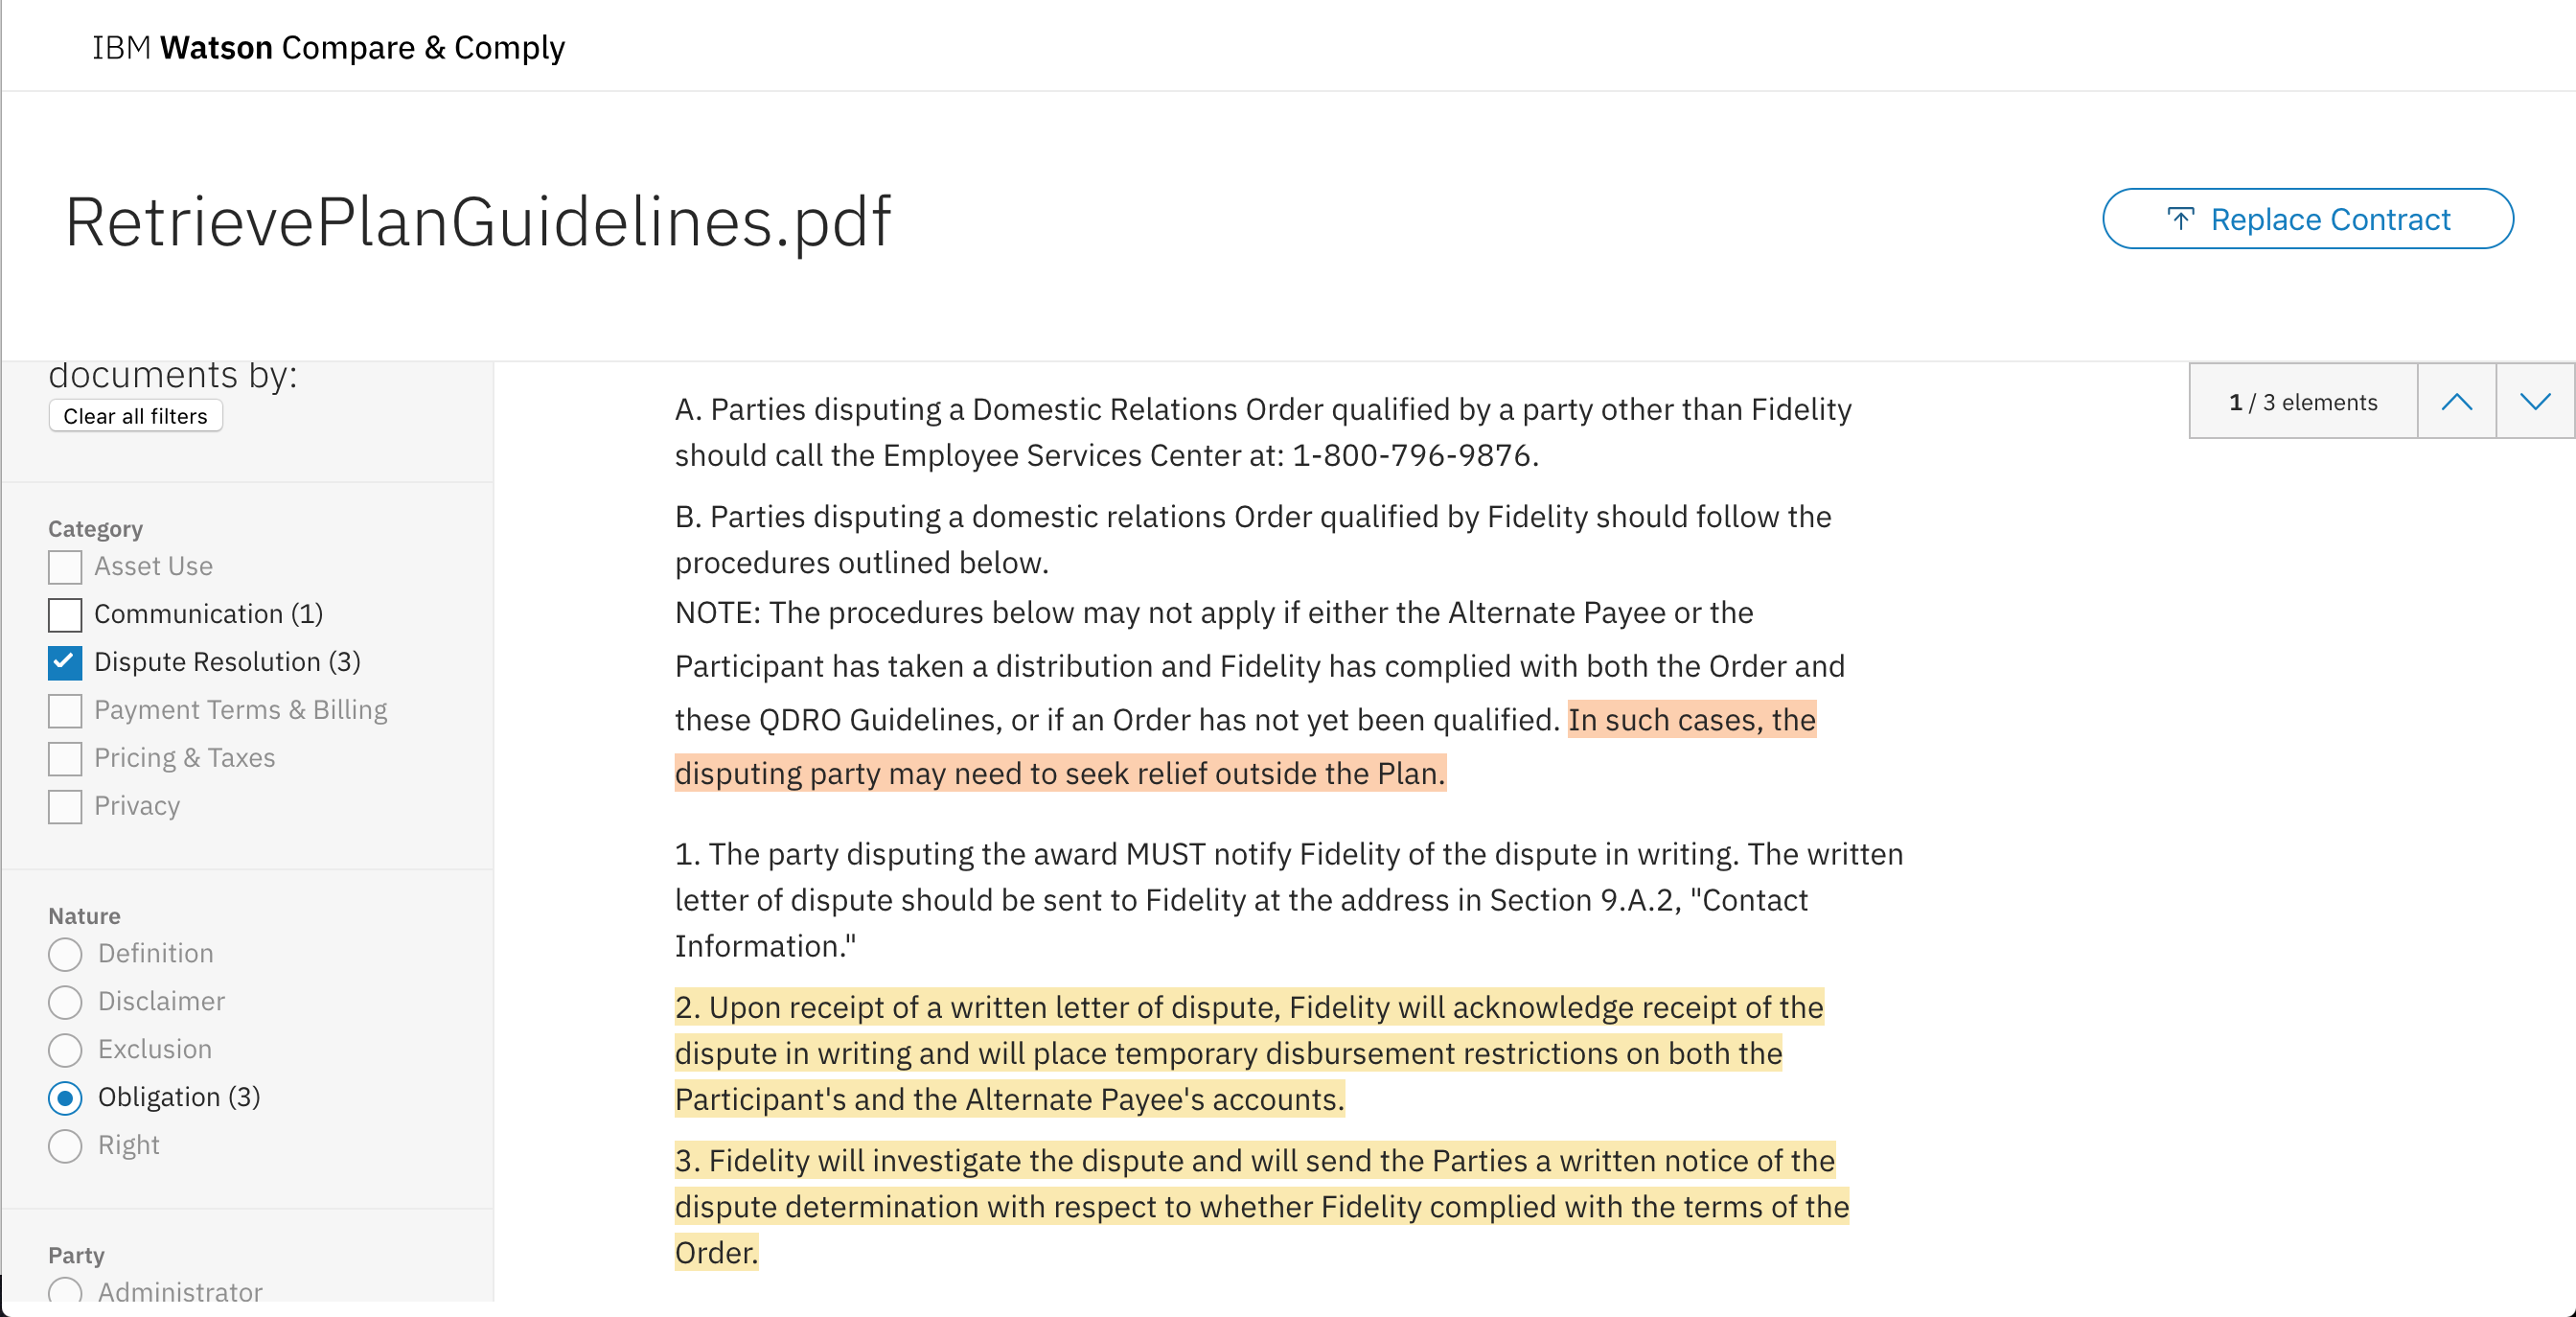 IBM Watson Compare & Comply
RetrievePlanGuidelines.pdf
Replace Contract
documents by:
Clear all filters
Category
Asset Use
Communication (1)
Dispute Resolution (3)
Payment Terms & Billing
Pricing & Taxes
Privacy
Nature
Definition
Disclaimer
Exclusion
Obligation (3)
Right
Party
Administrator
1 / 3 elements
A. Parties disputing a Domestic Relations Order qualified by a party other than Fidelity
should call the Employee Services Center at: 1-800-796-9876.
B. Parties disputing a domestic relations Order qualified by Fidelity should follow the
procedures outlined below.
NOTE: The procedures below may not apply if either the Alternate Payee or the
Participant has taken a distribution and Fidelity has complied with both the Order and
these QDRO Guidelines, or if an Order has not yet been qualified. In such cases, the
disputing party may need to seek relief outside the Plan.
1. The party disputing the award MUST notify Fidelity of the dispute in writing. The written
letter of dispute should be sent to Fidelity at the address in Section 9.A.2, "Contact
Information."
2. Upon receipt of a written letter of dispute, Fidelity will acknowledge receipt of the
dispute in writing and will place temporary disbursement restrictions on both the
Participant's and the Alternate Payee's accounts.
3. Fidelity will investigate the dispute and will send the Parties a written notice of the
dispute determination with respect to whether Fidelity complied with the terms of the
Order.